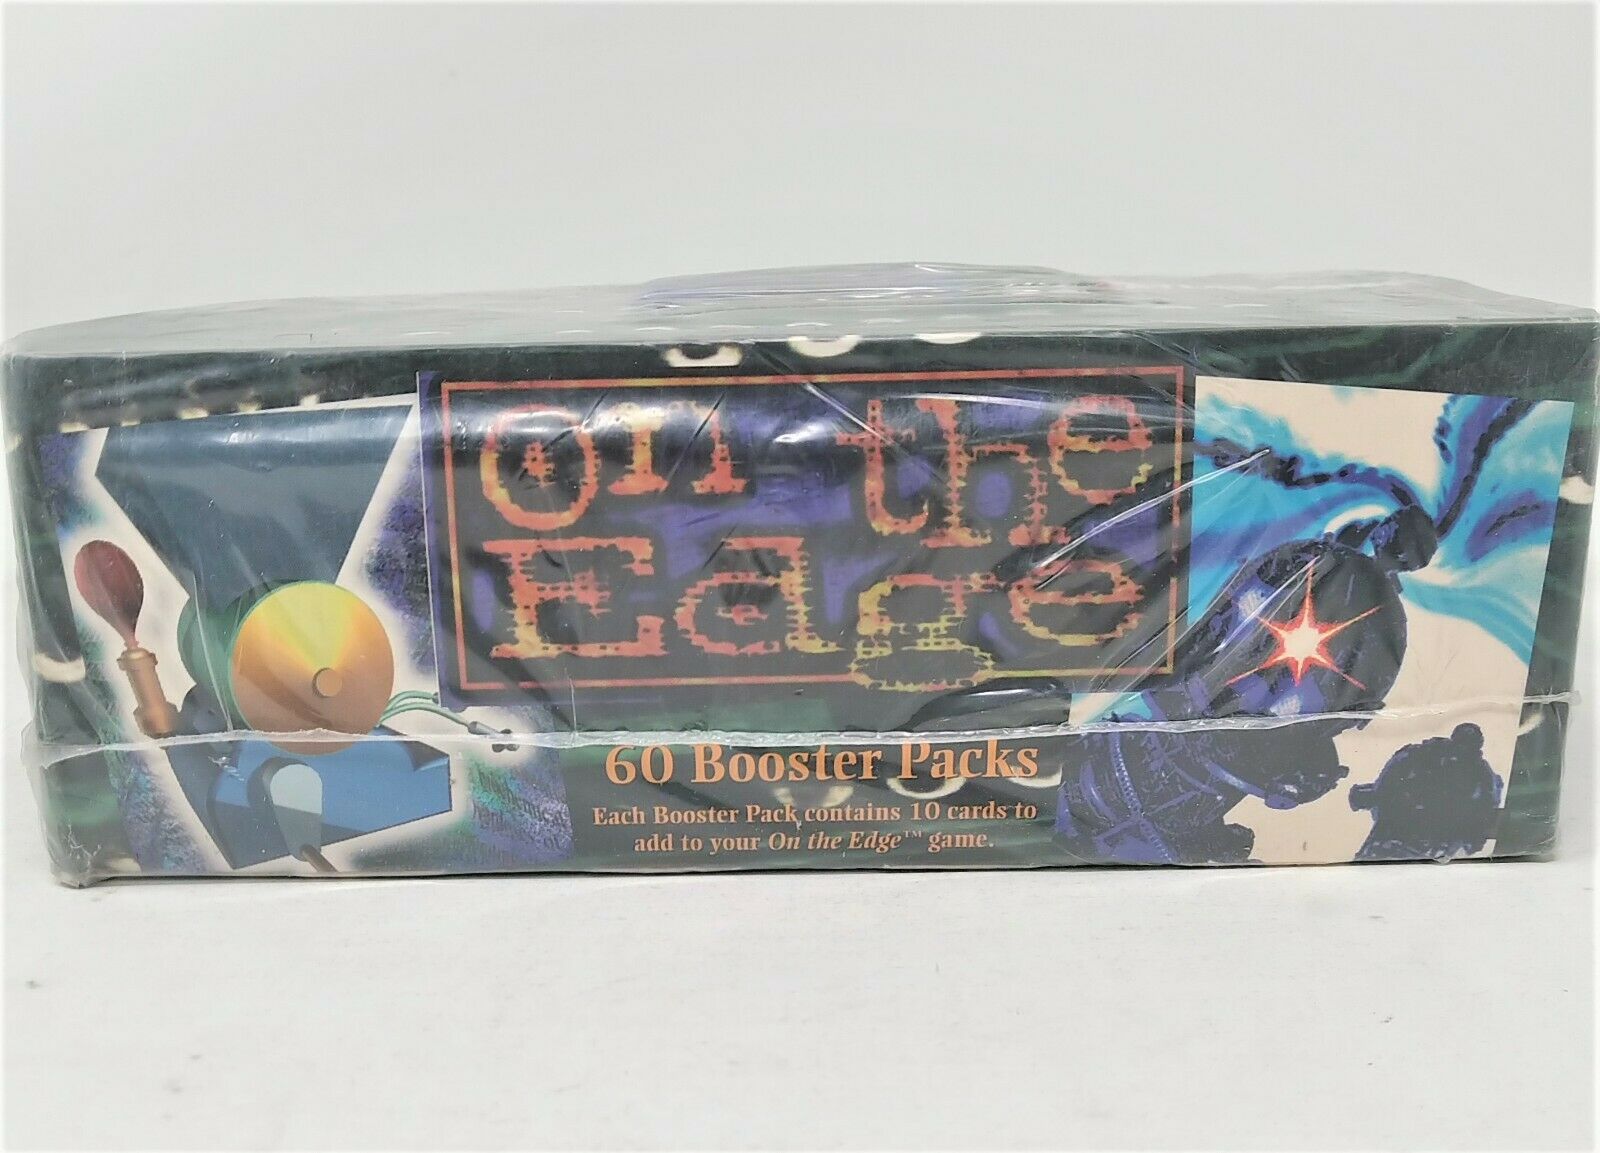 On the
Edge
60 Booster Packs
Each Booster Pack contains 10 cards to
add to your On the Edge™ game.